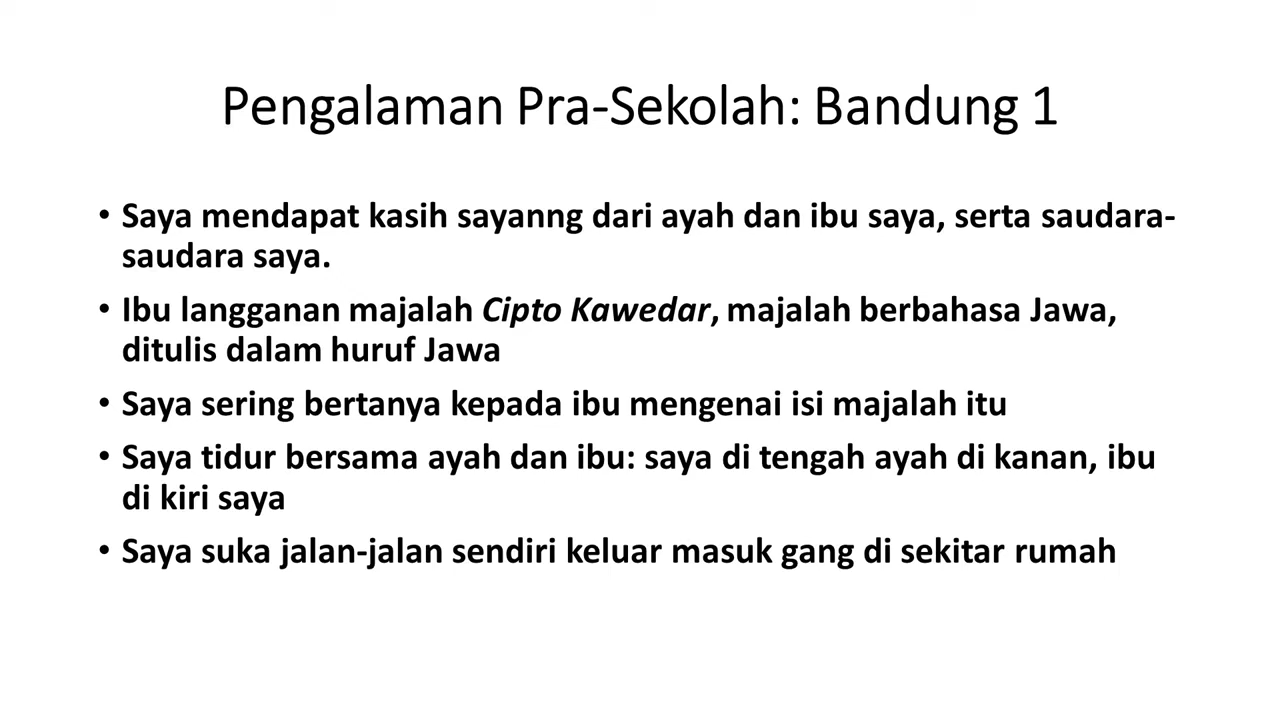 Pengalaman Pra-Sekolah: Bandung 1
• Saya mendapat kasih sayanng dari ayah dan ibu saya, serta saudara-
saudara saya.
• Ibu langganan majalah Cipto Kawedar, majalah berbahasa Jawa,
ditulis dalam huruf Jawa
• Saya sering bertanya kepada ibu mengenai isi majalah itu
• Saya tidur bersama ayah dan ibu: saya di tengah ayah di kanan, ibu
di kiri saya
• Saya suka jalan-jalan sendiri keluar masuk gang di sekitar rumah